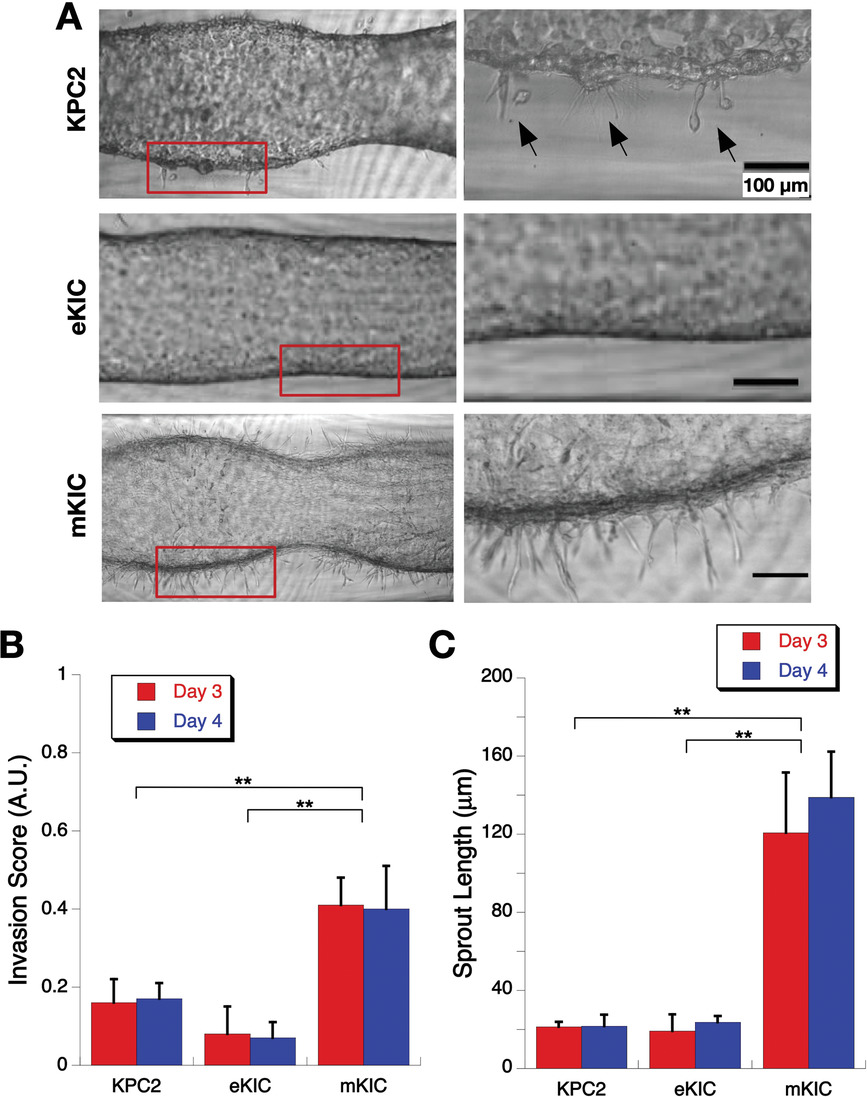 A
KPC2
100 µm
eKIC
mKIC
B
Day 3
Day 4
Invasion Score (A.U.)
1
0.8
0.6
0.4
0.2
0
**
**
KPC2 eKIC mKIC
C
Day 3
Day 4
Sprout Length (µm)
200
160
120
80
40
0
**
**
KPC2 eKIC mKIC